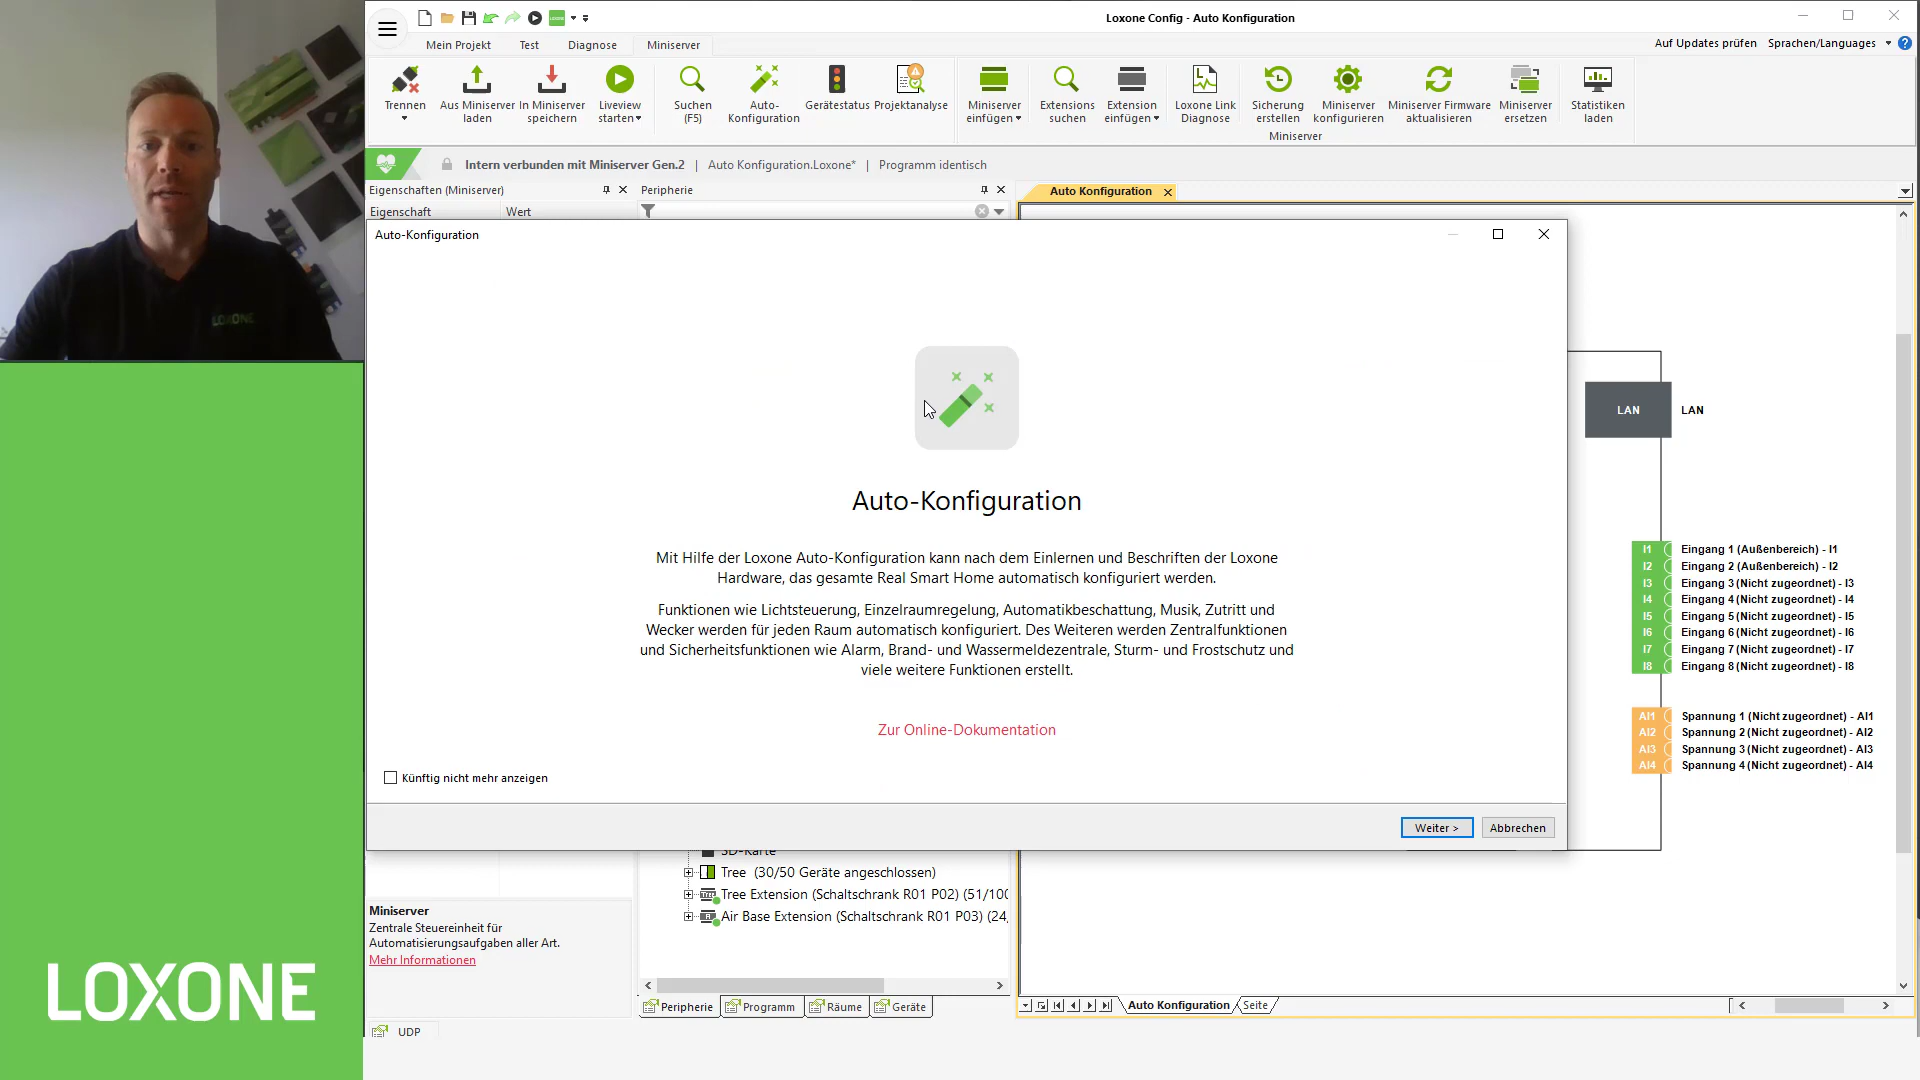 Loxone Config - Auto Konfiguration
Mein Projekt
Test
Diagnose
Miniserver
Auf Updates prüfen
Sprachen/Languages
Trennen
Aus Miniserver
laden
In Miniserver
speichern
Liveview
starten
Suchen
(F5)
Auto-
Konfiguration
Gerätestatus
Projektanalyse
Miniserver
einfügen
Extensions
suchen
Extension
einfügen
Loxone Link
Diagnose
Sicherung
erstellen
Miniserver
konfigurieren
Miniserver Firmware
aktualisieren
Miniserver
ersetzen
Statistiken
laden
Miniserver
Intern verbunden mit Miniserver Gen.2 | Auto Konfiguration.Loxone* | Programm identisch
Eigenschaften (Miniserver)
Peripherie
Auto Konfiguration
Eigenschaft
Wert
Auto-Konfiguration
LOXONE
Auto-Konfiguration
Mit Hilfe der Loxone Auto-Konfiguration kann nach dem Einlernen und Beschriften der Loxone
Hardware, das gesamte Real Smart Home automatisch konfiguriert werden.
Funktionen wie Lichtsteuerung, Einzelraumregelung, Automatikbeschattung, Musik, Zutritt und
Wecker werden für jeden Raum automatisch konfiguriert. Des Weiteren werden Zentralfunktionen
und Sicherheitsfunktionen wie Alarm, Brand- und Wassermeldezentrale, Sturm- und Frostschutz und
viele weitere Funktionen erstellt.
Zur Online-Dokumentation
Künftig nicht mehr anzeigen
Weiter >
Abbrechen
LAN LAN
I1 Eingang 1 (Außenbereich) - I1
I2 Eingang 2 (Außenbereich) - I2
I3 Eingang 3 (Nicht zugeordnet) - I3
I4 Eingang 4 (Nicht zugeordnet) - I4
I5 Eingang 5 (Nicht zugeordnet) - I5
I6 Eingang 6 (Nicht zugeordnet) - I6
I7 Eingang 7 (Nicht zugeordnet) - I7
I8 Eingang 8 (Nicht zugeordnet) - I8
AI1 Spannung 1 (Nicht zugeordnet) - AI1
AI2 Spannung 2 (Nicht zugeordnet) - AI2
AI3 Spannung 3 (Nicht zugeordnet) - AI3
AI4 Spannung 4 (Nicht zugeordnet) - AI4
SD-Karte
Tree (30/50 Geräte angeschlossen)
Tree Extension (Schaltschrank R01 P02) (51/100
Air Base Extension (Schaltschrank R01 P03) (24,
Miniserver
Zentrale Steuereinheit für
Automatisierungsaufgaben aller Art.
Mehr Informationen
Peripherie
Programm
Räume
Geräte
Auto Konfiguration
Seite
UDP
LOXONE